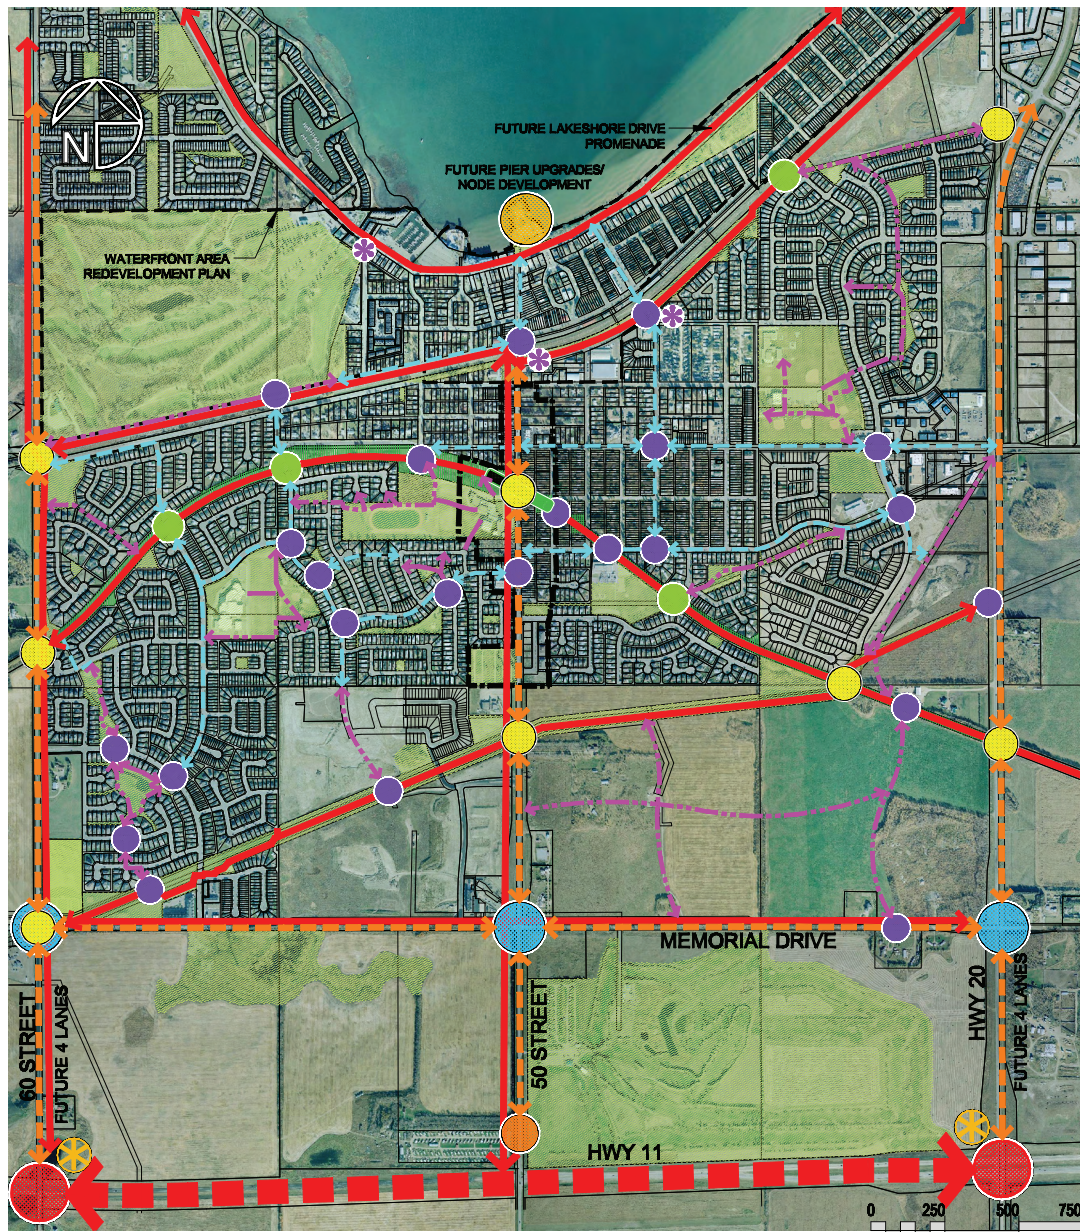 N
FUTURE LAKESHORE DRIVE
PROMENADE
FUTURE PIER UPGRADES/
NODE DEVELOPMENT
WATERFRONT AREA
REDEVELOPMENT PLAN
MEMORIAL DRIVE
60 STREET
FUTURE 4 LANES
50 STREET
HWY 20
FUTURE 4 LANES
HWY 11
0 250 500 750